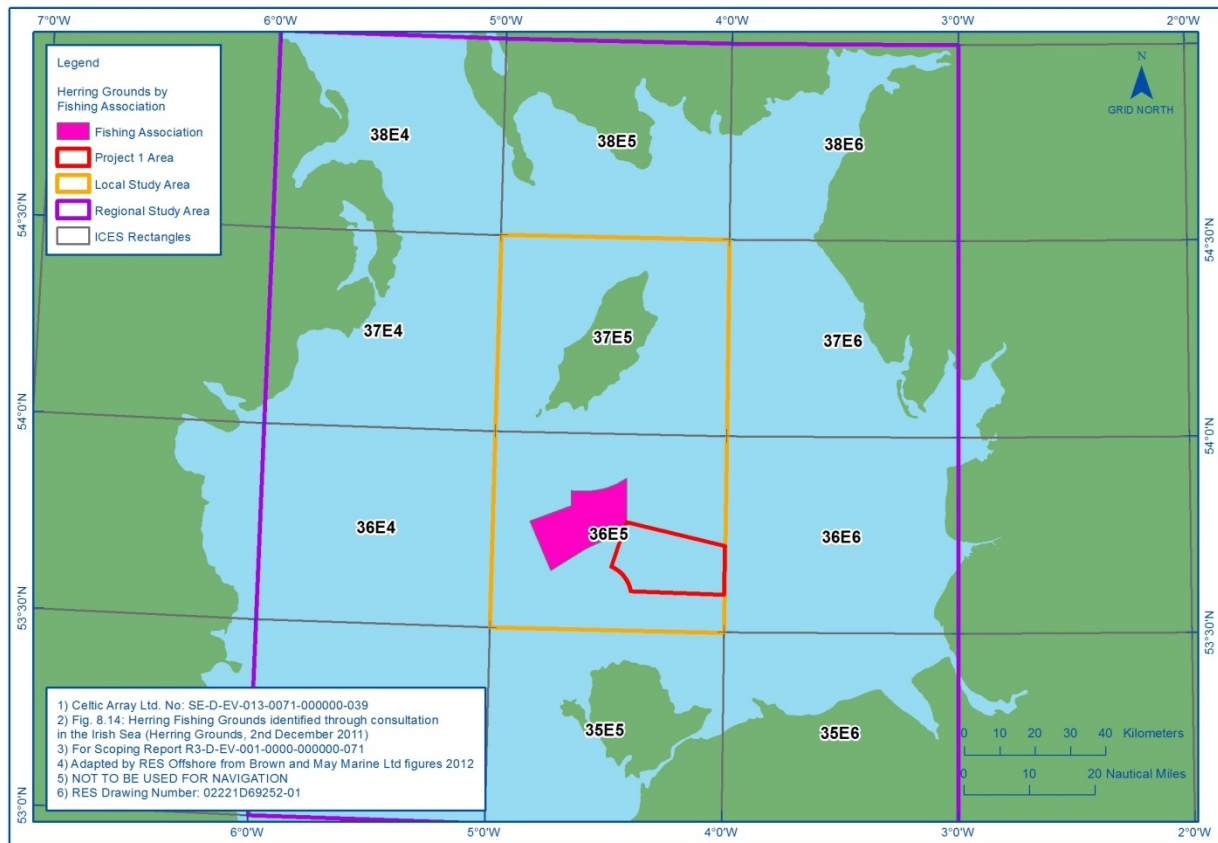 7°0'W 6°0'W 5°0'W 4°0'W 3°0'W 2°0'W
Legend
Herring Grounds by
Fishing Association
Fishing Association
Project 1 Area
Local Study Area
Regional Study Area
ICES Rectangles
N
GRID NORTH
38E4 38E5 38E6
54°30'N 54°30'N
37E4 37E5 37E6
54°0'N 54°0'N
36E4 36E5 36E6
53°30'N 53°30'N
35E5 35E6
1) Celtic Array Ltd. No: SE-D-EV-013-0071-000000-039
2) Fig. 8.14: Herring Fishing Grounds identified through consultation
in the Irish Sea (Herring Grounds, 2nd December 2011)
3) For Scoping Report R3-D-EV-001-0000-000000-071
4) Adapted by RES Offshore from Brown and May Marine Ltd figures 2012
5) NOT TO BE USED FOR NAVIGATION
6) RES Drawing Number: 02221D69252-01
0 10 20 30 40 Kilometers
0 10 20 Nautical Miles
53°0'N 53°0'N
6°0'W 5°0'W 4°0'W 3°0'W 2°0'W